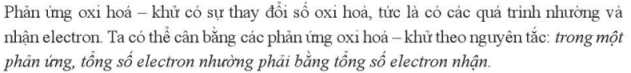 Phản ứng oxi hoá – khử có sự thay đổi số oxi hoá, tức là có các quá trình nhường và
nhận electron. Ta có thể cân bằng các phản ứng oxi hoá – khử theo nguyên tắc: trong một
phản ứng, tổng số electron nhường phải bằng tổng số electron nhận.